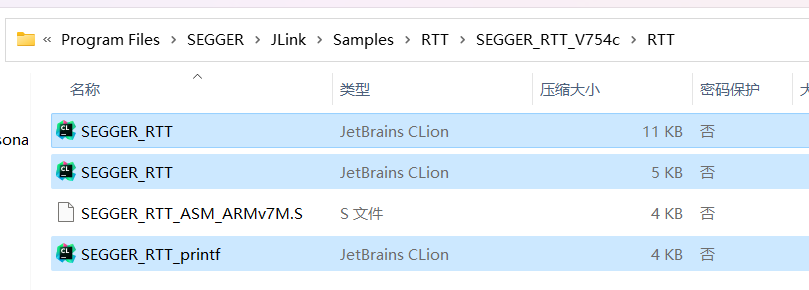 « Program Files > SEGGER > JLink > Samples > RTT > SEGGER_RTT_V754c > RTT
名称 类型 压缩大小 密码保护
sona
SEGGER_RTT JetBrains CLion 11 KB 否
SEGGER_RTT JetBrains CLion 5 KB 否
SEGGER_RTT_ASM_ARMv7M.S S 文件 4 KB 否
SEGGER_RTT_printf JetBrains CLion 4 KB 否